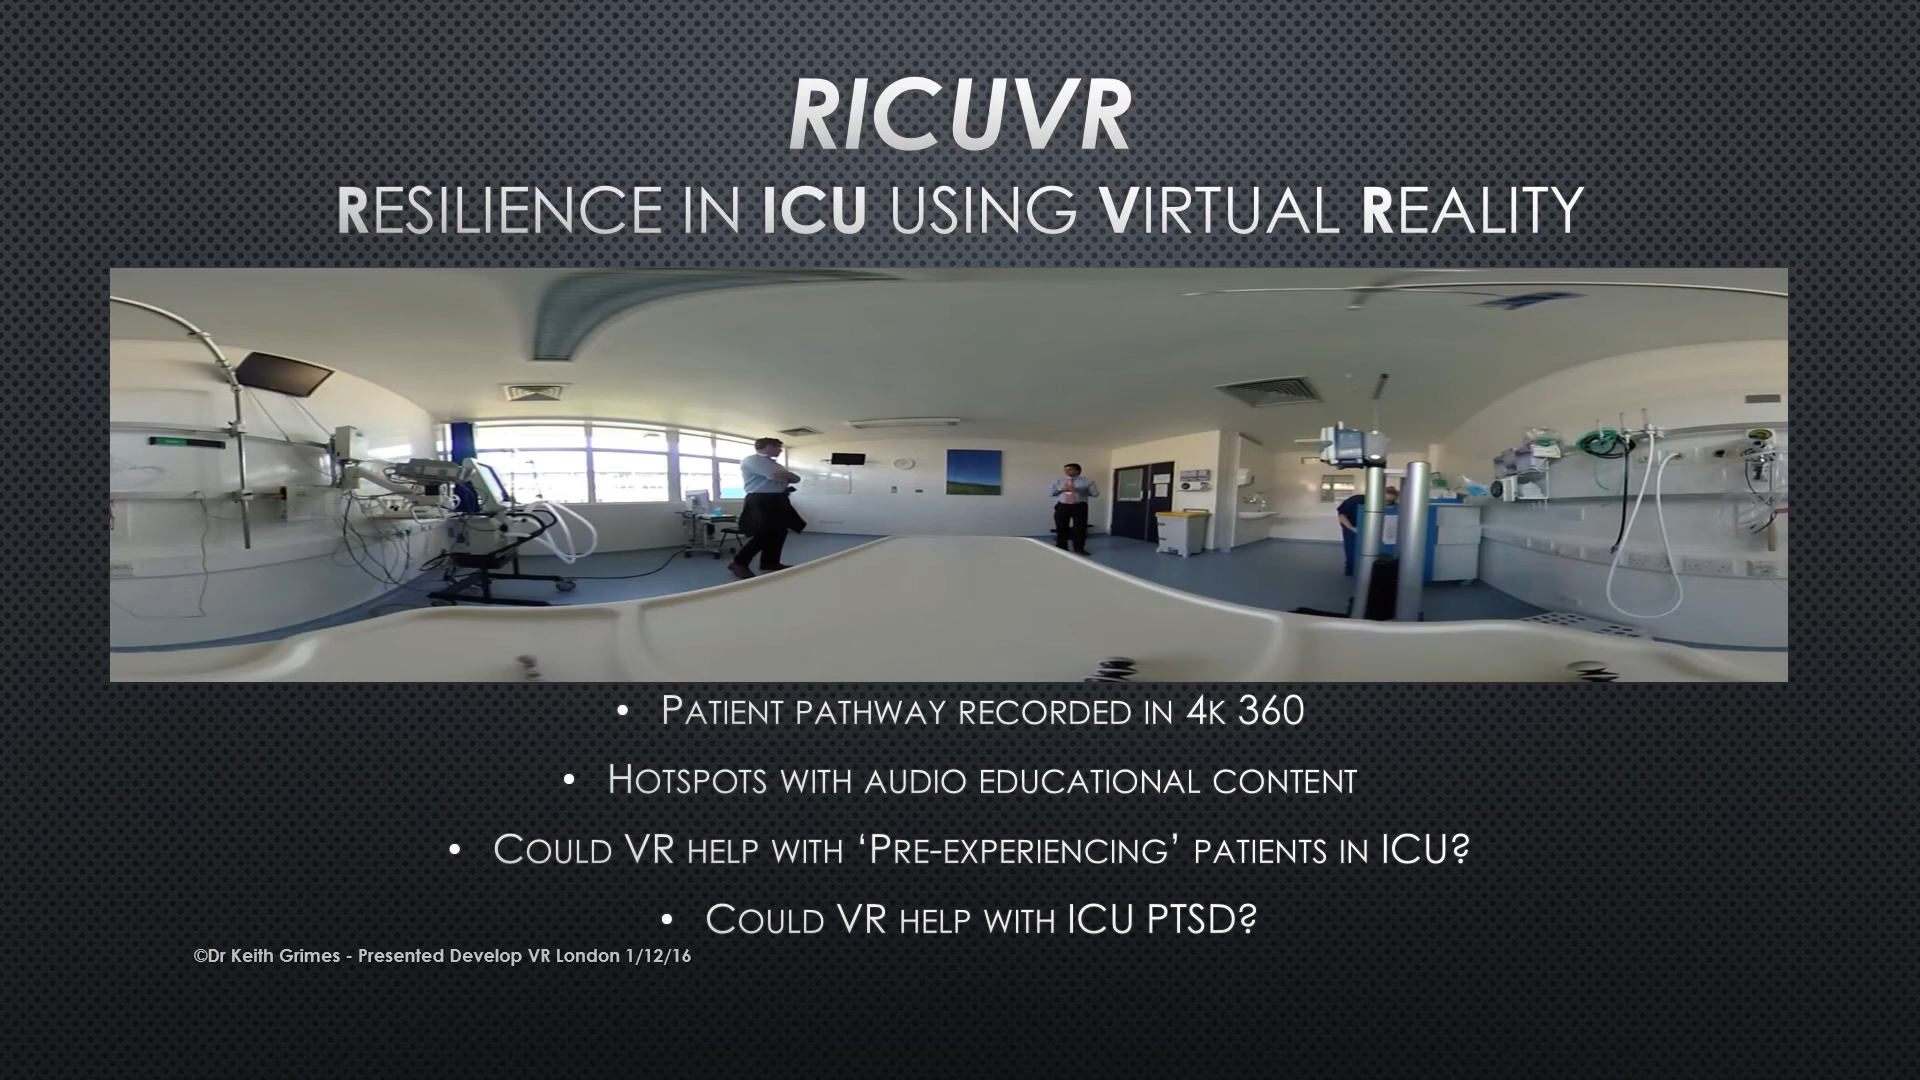 RICUVR
RESILIENCE IN ICU USING VIRTUAL REALITY
• PATIENT PATHWAY RECORDED IN 4K 360
• HOTSPOTS WITH AUDIO EDUCATIONAL CONTENT
• COULD VR HELP WITH ‘PRE-EXPERIENCING’ PATIENTS IN ICU?
• COULD VR HELP WITH ICU PTSD?
©Dr Keith Grimes - Presented Develop VR London 1/12/16